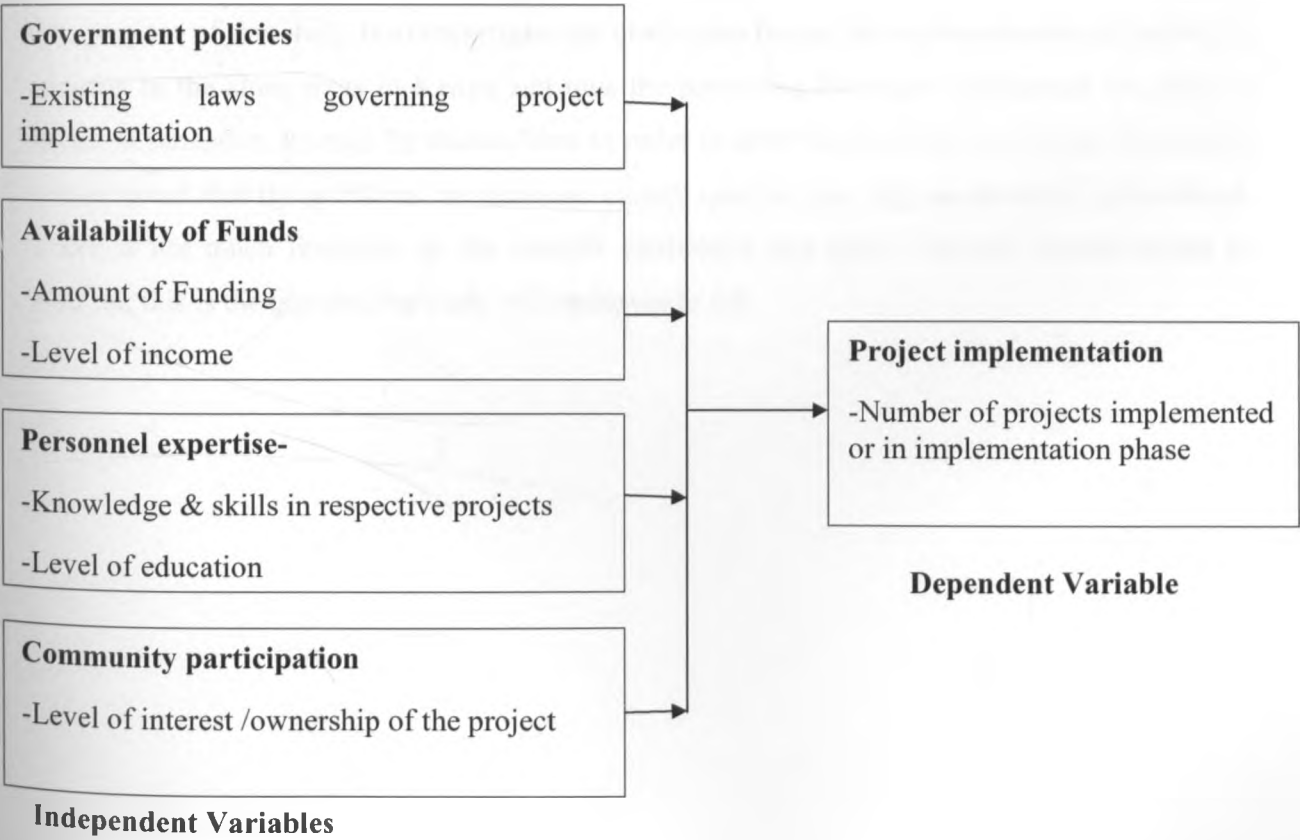 Government policies
-Existing laws governing project
implementation
Availability of Funds
-Amount of Funding
-Level of income
Personnel expertise-
-Knowledge & skills in respective projects
-Level of education
Community participation
-Level of interest /ownership of the project
Independent Variables
Project implementation
-Number of projects implemented
or in implementation phase
Dependent Variable